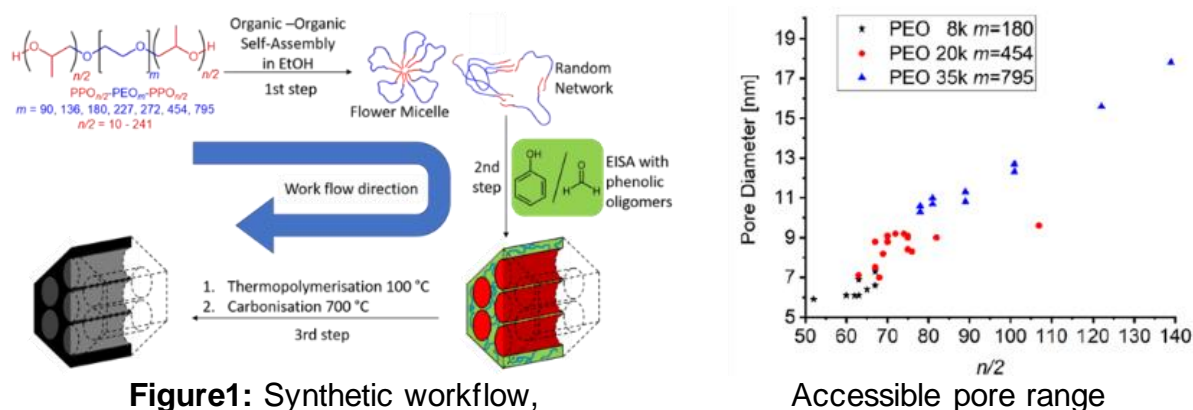 H O O O O H
n/2 m n/2
PPOn/2-PEOm-PPOn/2
m = 90, 136, 180, 227, 272, 454, 795
n/2 = 10 - 241
Organic –Organic
Self-Assembly
in EtOH
1st step
Flower Micelle
Random
Network
Work flow direction
2nd
step
OH
O
H H
EISA with
phenolic
oligomers
1. Thermopolymerisation 100 °C
2. Carbonisation 700 °C
3rd step
Pore Diameter [nm]
19
17
15
13
11
9
7
5
PEO 8k m=180
PEO 20k m=454
PEO 35k m=795
50 60 70 80 90 100 110 120 130 140
n/2
Figure1: Synthetic workflow,
Accessible pore range